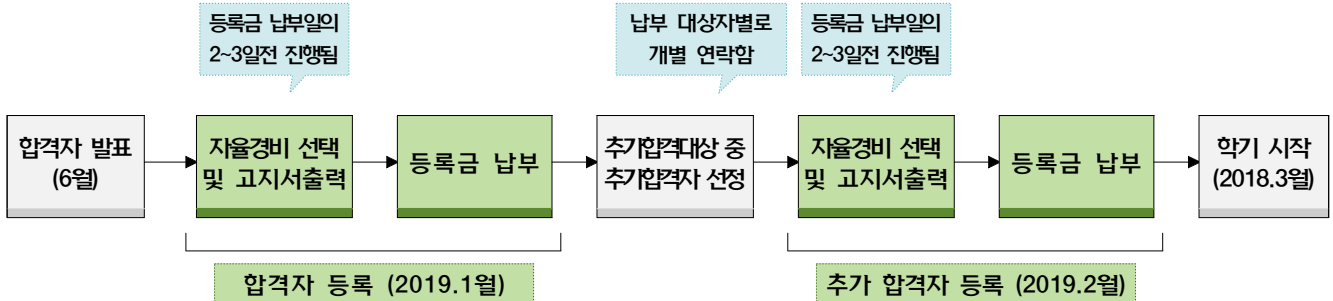 등록금 납부일의
2~3일전 진행됨
납부 대상자별로
개별 연락함
등록금 납부일의
2~3일전 진행됨
합격자 발표
(6월)
자율경비 선택
및 고지서출력
등록금 납부
추가합격대상 중
추가합격자 선정
자율경비 선택
및 고지서출력
등록금 납부
학기 시작
(2018.3월)
합격자 등록 (2019.1월)
추가 합격자 등록 (2019.2월)